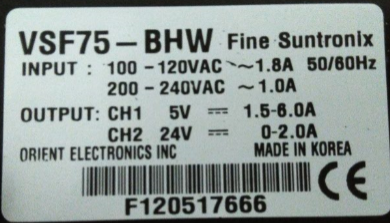 VSF75-BHW Fine Suntronix
INPUT : 100-120VAC ~1.8A 50/60Hz
200-240VAC ~1.0A
OUTPUT: CH1 5V ⎓ 1.5-6.0A
CH2 24V ⎓ 0-2.0A
ORIENT ELECTRONICS INC MADE IN KOREA
CE
F120517666